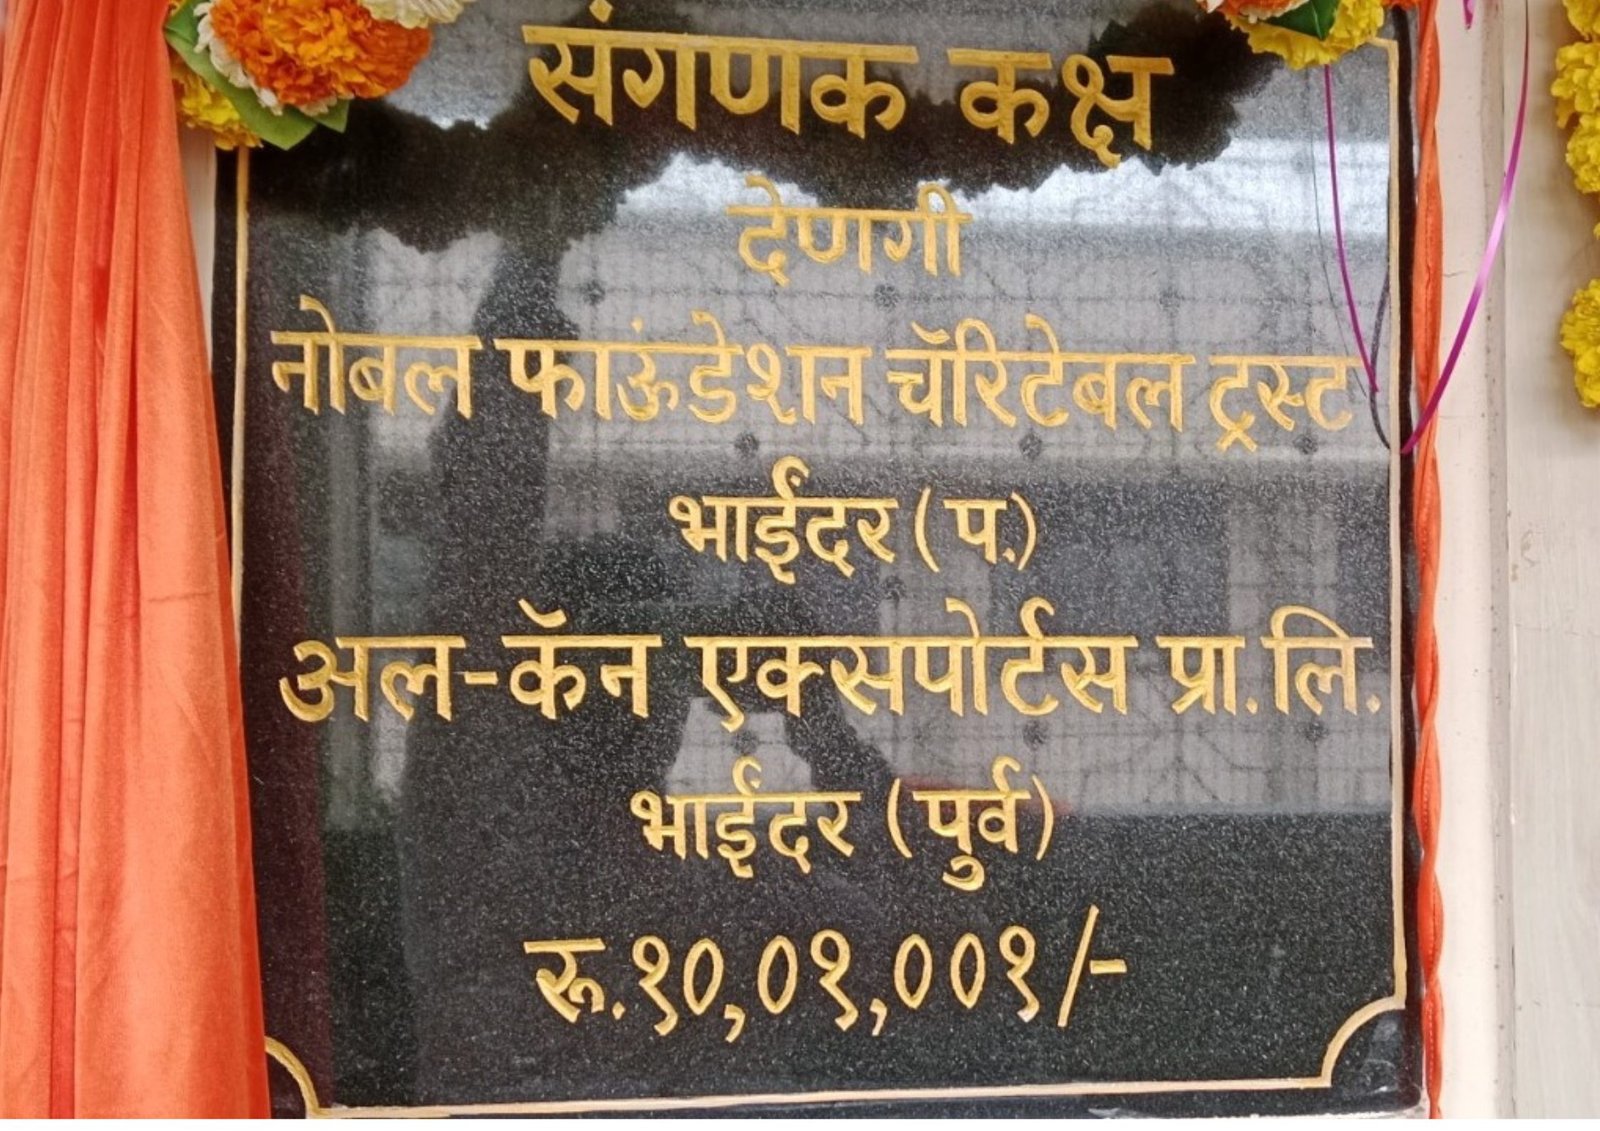 संगणक कक्ष
देणगी
नोबल फाऊंडेशन चॅरिटेबल ट्रस्ट
भाईंदर (प.)
अल-कॅन एक्सपोर्टस प्रा.लि.
भाईंदर (पुर्व)
रू.१०,०१,००१/-